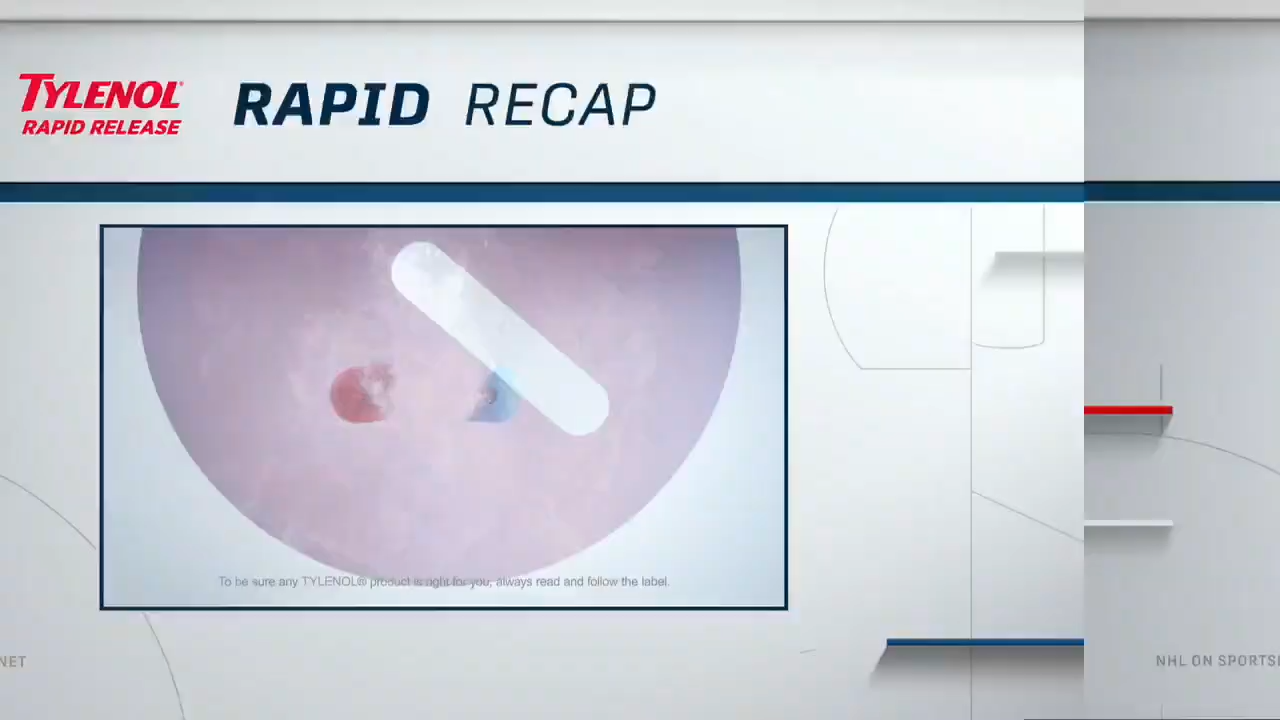 TYLENOL®
RAPID RELEASE
RAPID RECAP
To be sure any TYLENOL® product is right for you, always read and follow the label.
NET
NHL ON SPORTS